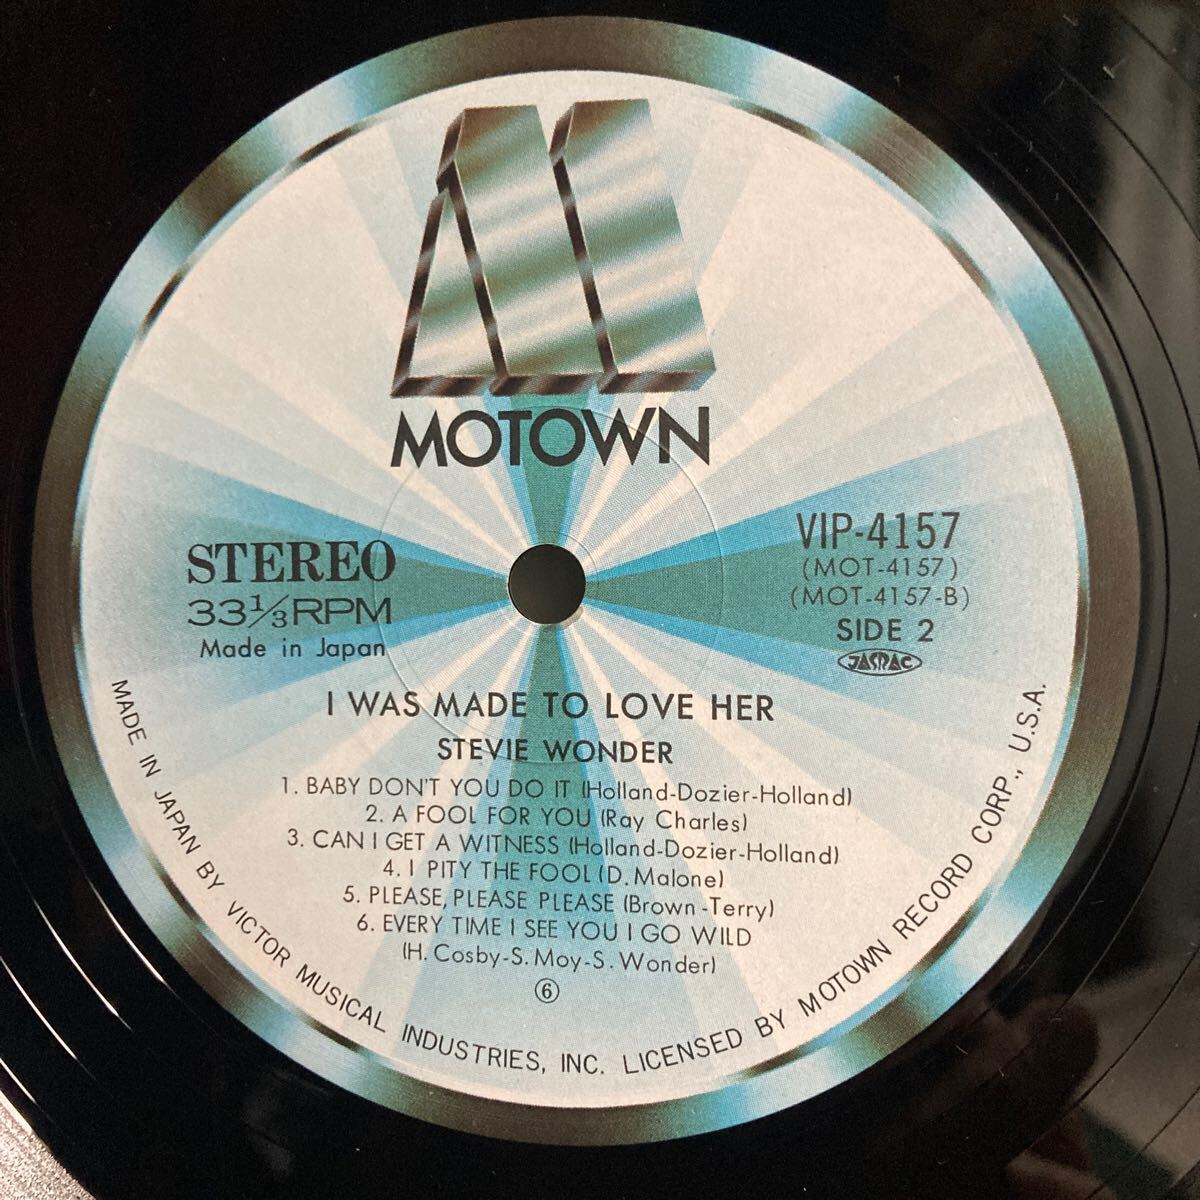 MOTOWN
STEREO
33⅓RPM
Made in Japan
VIP-4157
(MOT-4157)
(MOT-4157-B)
SIDE 2
JASRAC
I WAS MADE TO LOVE HER
STEVIE WONDER
1. BABY DON'T YOU DO IT (Holland-Dozier-Holland)
2. A FOOL FOR YOU (Ray Charles)
3. CAN I GET A WITNESS (Holland-Dozier-Holland)
4. I PITY THE FOOL (D. Malone)
5. PLEASE, PLEASE PLEASE (Brown-Terry)
6. EVERY TIME I SEE YOU I GO WILD
(H. Cosby-S. Moy-S. Wonder)
⑥
MADE IN JAPAN BY VICTOR MUSICAL INDUSTRIES, INC. LICENSED BY MOTOWN RECORD CORP., U.S.A.